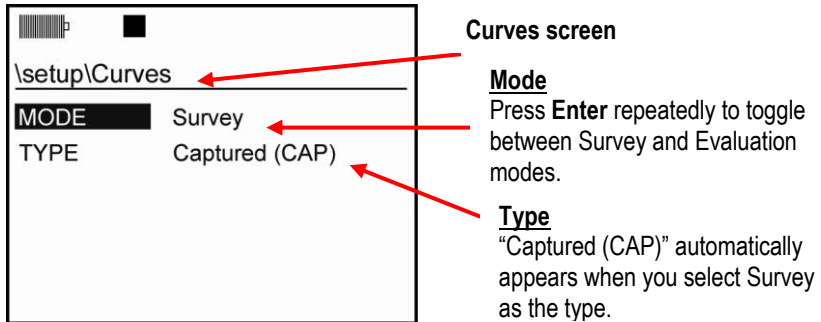 Curves screen
\setup\Curves
MODE Survey
TYPE Captured (CAP)
Mode
Press Enter repeatedly to toggle
between Survey and Evaluation
modes.
Type
“Captured (CAP)” automatically
appears when you select Survey
as the type.